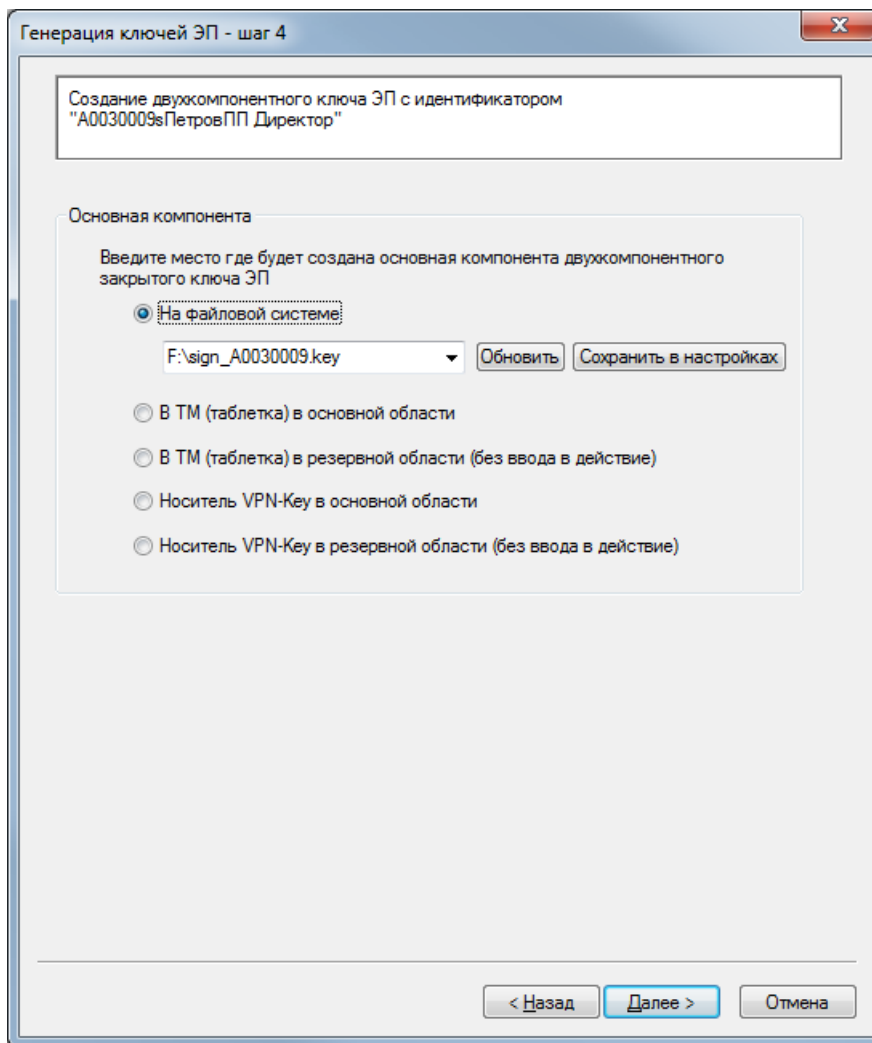 Генерация ключей ЭП - шаг 4
Создание двухкомпонентного ключа ЭП с идентификатором
"A0030009sПетровПП Директор"
Основная компонента
Введите место где будет создана основная компонента двухкомпонентного
закрытого ключа ЭП
На файловой системе
F:\sign_A0030009.key
Обновить
Сохранить в настройках
В ТМ (таблетка) в основной области
В ТМ (таблетка) в резервной области (без ввода в действие)
Носитель VPN-Key в основной области
Носитель VPN-Key в резервной области (без ввода в действие)
< Назад
Далее >
Отмена